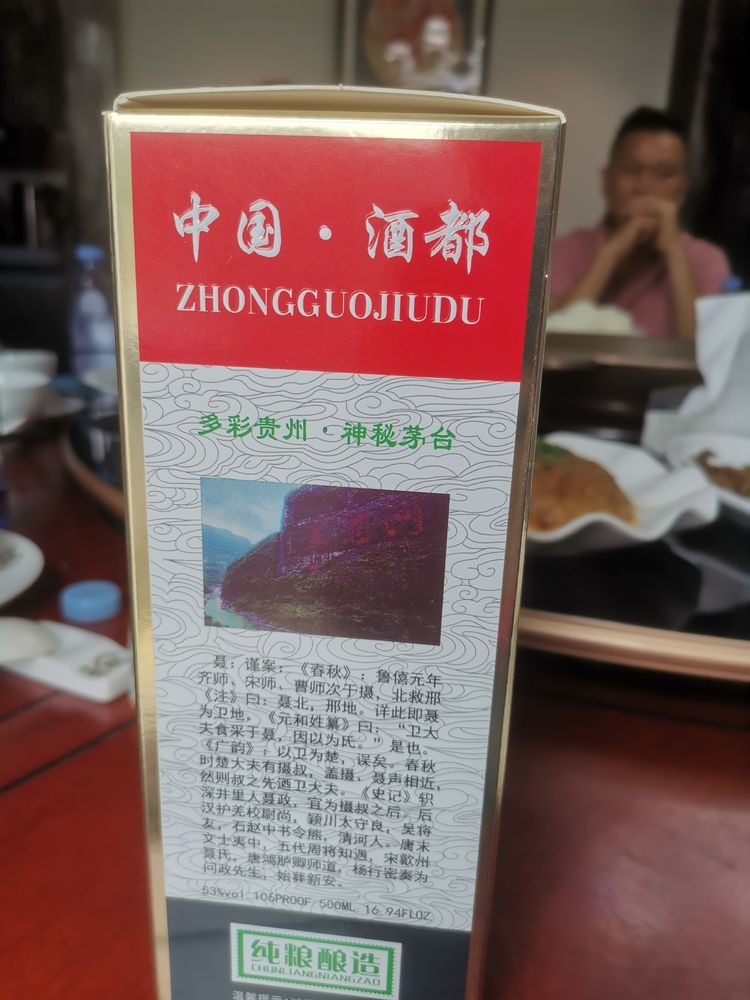 中国·酒都
ZHONGGUOJIUDU
多彩贵州·神秘茅台
聂：谨案：《春秋》：鲁僖元年
齐师、宋师、曹师次于摄，北救邢
《注》曰：聂北，邢地。详此即聂
为卫地。《元和姓纂》曰：“卫大
夫食采于聂，因以为氏。”是也。
《广韵》：以卫为楚，误矣。春秋
时楚大夫有摄叔，盖摄、聂声相近，
然则叔之先酒卫大夫。《史记》轵
深井里人聂政，宜为摄叔之后。后
汉护羌校尉尚，颖川太守良，吴将
友，石赵中书令熊，清河人。唐末
文士夷中，五代周将知遇，宋歙州
聂氏，唐鸿胪卿师道，杨行密奏为
问政先生，始葬新安。
53%vol 106PROOF 500ML 16.94FLOZ
纯粮酿造
CHUNLIANGNIANGZAO
温馨提示: